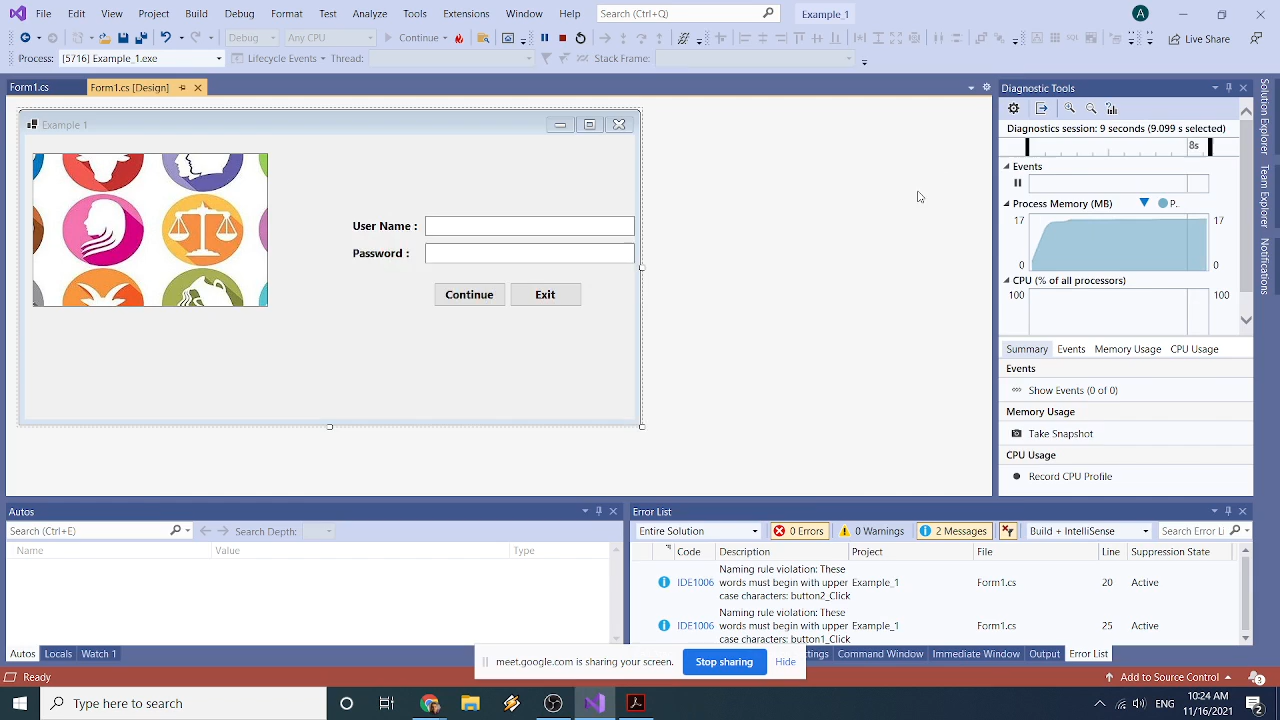 File Edit View Project Build Debug Format Test Analyze Tools Extensions Window Help Search (Ctrl+Q) Example_1 A
Debug Any CPU Continue Live Share
Process: [5716] Example_1.exe Lifecycle Events Thread: Stack Frame:
Form1.cs Form1.cs [Design]
Example 1
User Name :
Password :
Continue Exit
Diagnostic Tools
Diagnostics session: 9 seconds (9.099 s selected)
8s
Events
Process Memory (MB) P..
17 17
0 0
CPU (% of all processors)
100 100
Summary Events Memory Usage CPU Usage
Events
Show Events (0 of 0)
Memory Usage
Take Snapshot
CPU Usage
Record CPU Profile
Solution Explorer Team Explorer Notifications
Autos
Search (Ctrl+E) Search Depth:
Name Value Type
Autos Locals Watch 1
Error List
Entire Solution 0 Errors 0 Warnings 2 Messages Build + IntelliSense Search Error Li
Code Description Project File Line Suppression State
IDE1006 Naming rule violation: These
words must begin with upper
case characters: button2_Click Example_1 Form1.cs 20 Active
IDE1006 Naming rule violation: These
words must begin with upper
case characters: button1_Click Example_1 Form1.cs 25 Active
ttings Command Window Immediate Window Output Error List
meet.google.com is sharing your screen. Stop sharing Hide
Ready Add to Source Control 2
Type here to search
10:24 AM
11/16/2021
2